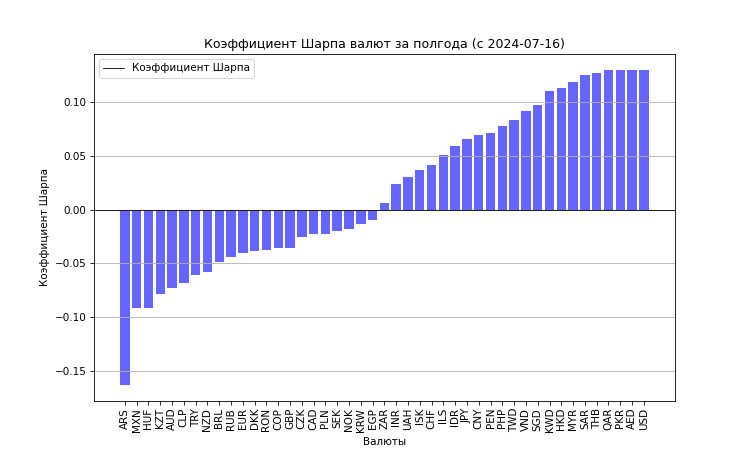 Коэффициент Шарпа валют за полгода (с 2024-07-16)
Коэффициент Шарпа
0.10
0.05
0.00
−0.05
−0.10
−0.15
Коэффициент Шарпа
ARS MXN HUF KZT AUD CLP TRY NZD BRL RUB EUR DKK RON COP GBP CZK CAD PLN SEK NOK KRW EGP ZAR INR UAH ISK CHF ILS IDR JPY CNY PEN PHP TWD VND SGD KWD HKD MYR SAR THB QAR PKR AED USD
Валюты